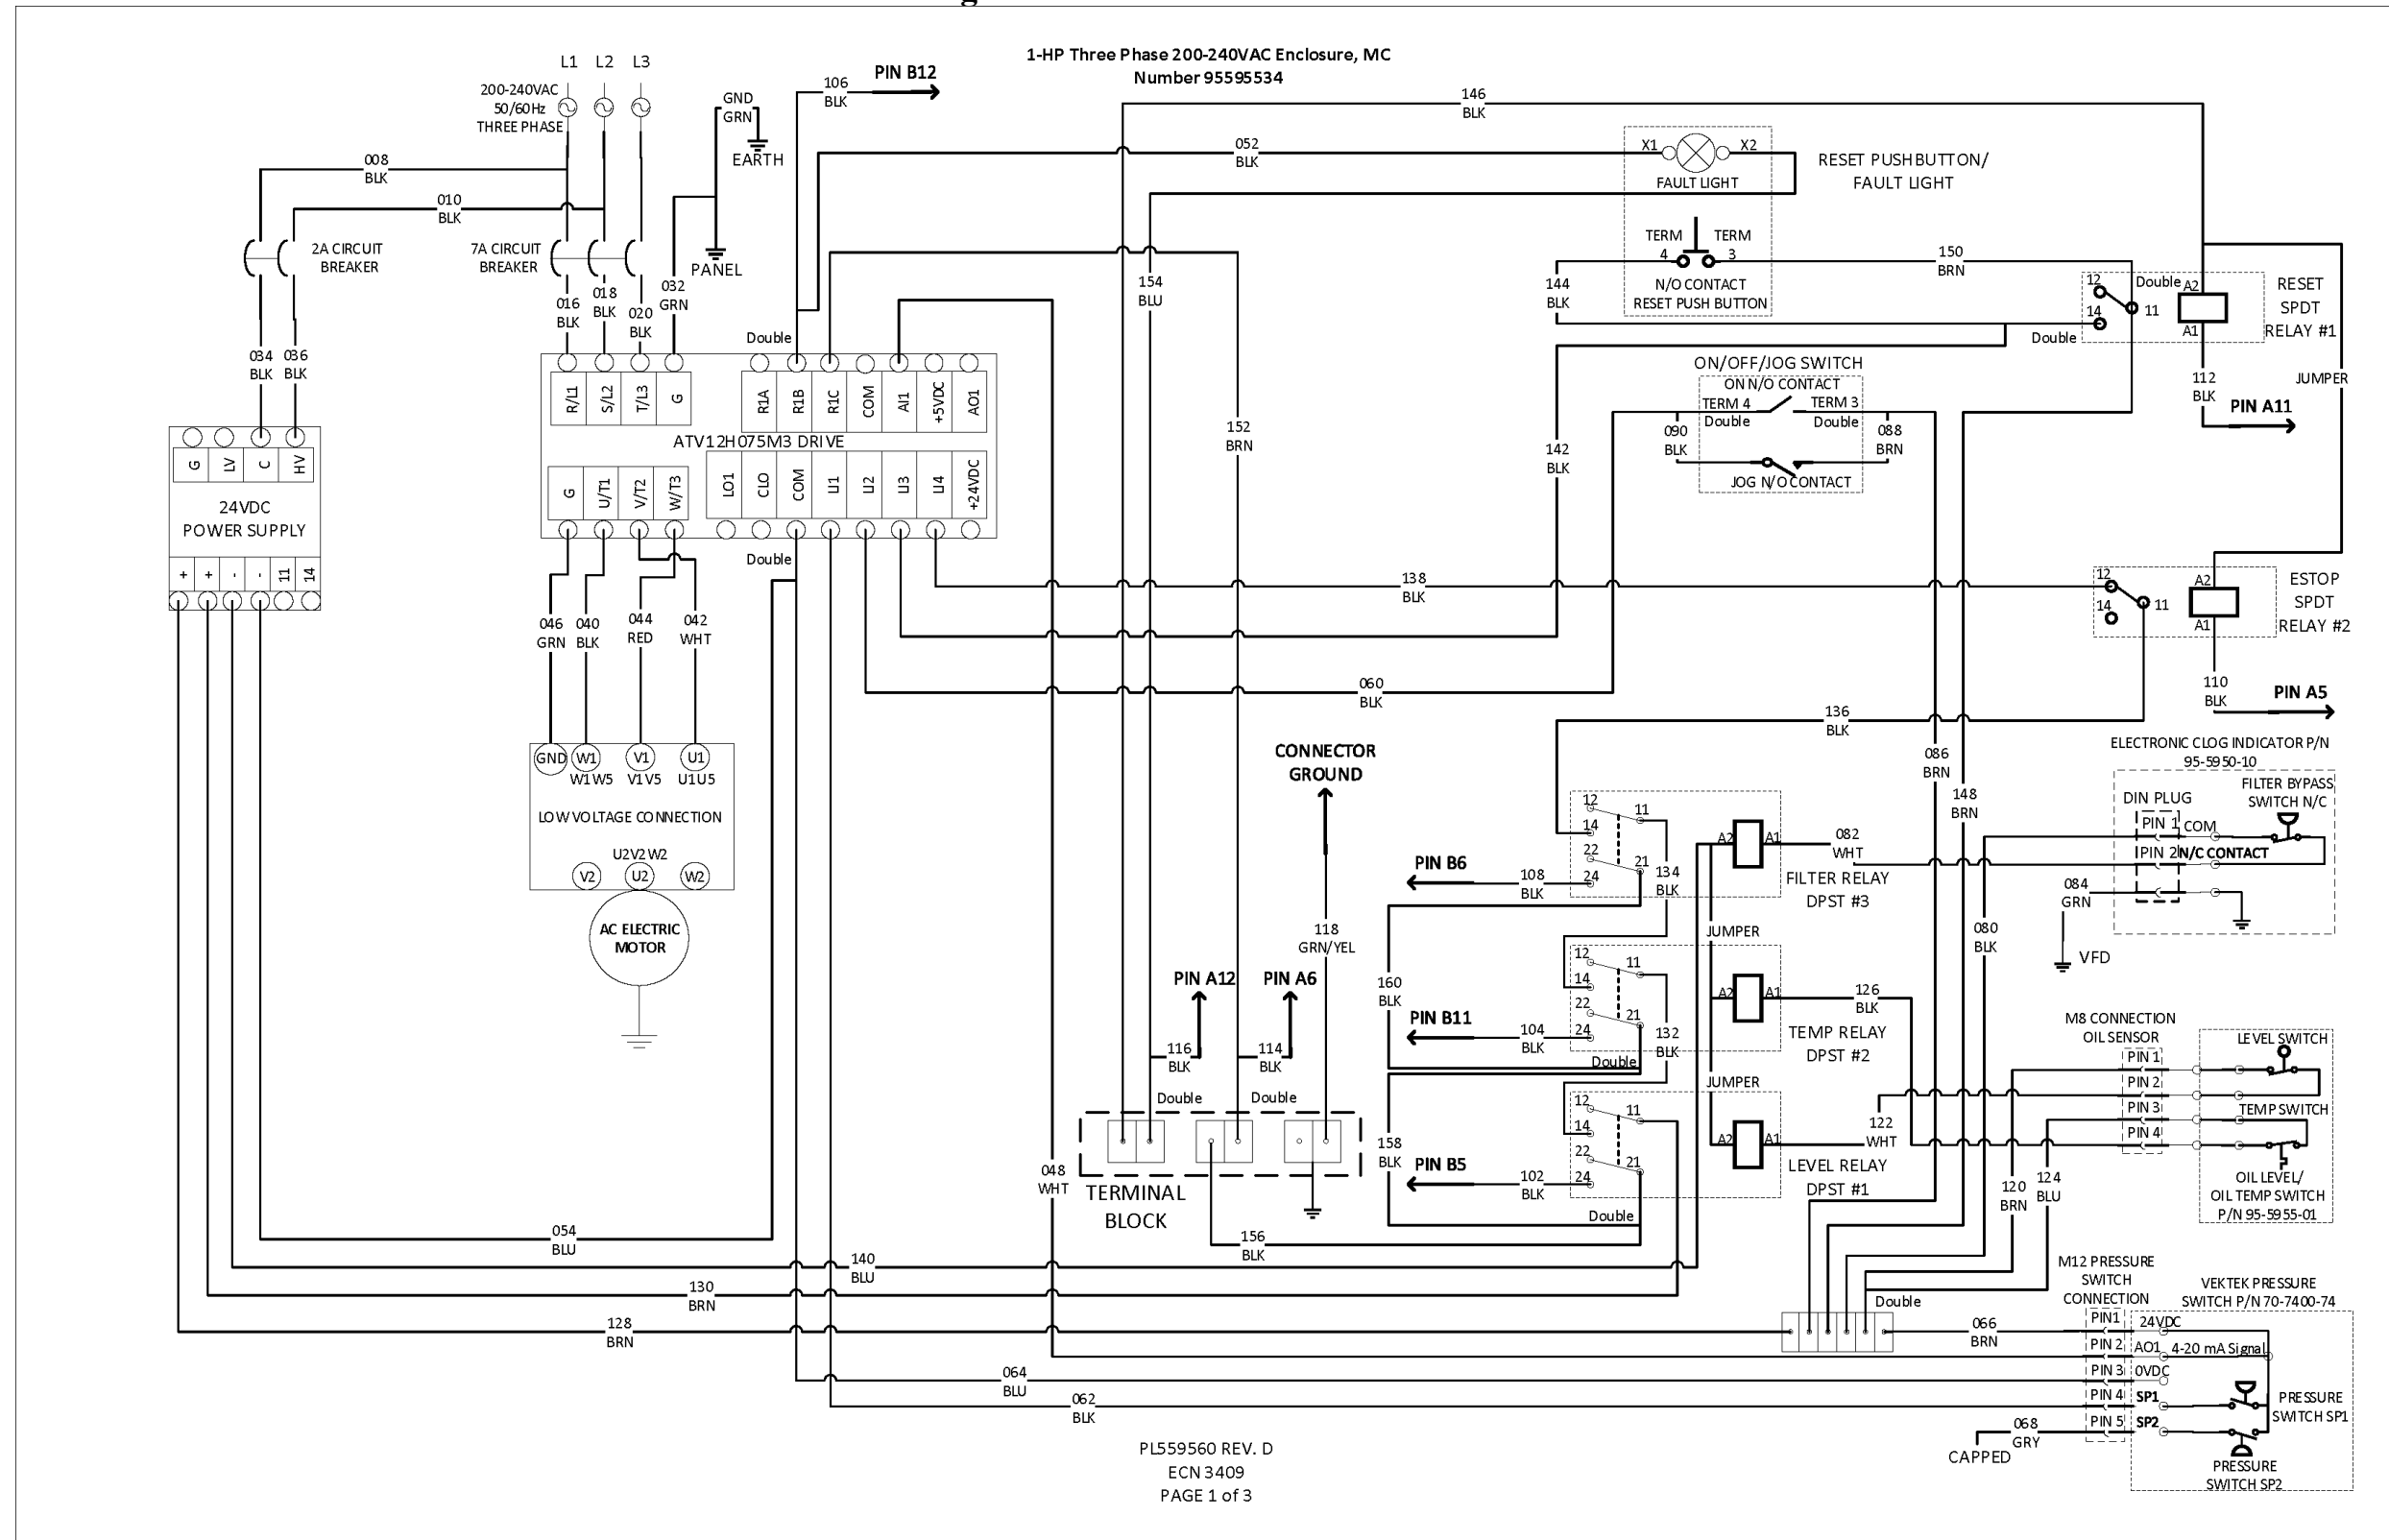 1-HP Three Phase 200-240VAC Enclosure, MC
Number 95595534
L1 L2 L3
200-240VAC
50/60Hz
THREE PHASE
GND
GRN
EARTH
PANEL
106
BLK
PIN B12
008
BLK
010
BLK
2A CIRCUIT
BREAKER
7A CIRCUIT
BREAKER
016
BLK
018
BLK
020
BLK
032
GRN
034
BLK
036
BLK
146
BLK
052
BLK
X1
X2
FAULT LIGHT
RESET PUSHBUTTON/
FAULT LIGHT
TERM
4
TERM
3
N/O CONTACT
RESET PUSH BUTTON
154
BLU
144
BLK
150
BRN
12
14
11
Double
A2
A1
RESET
SPDT
RELAY #1
Double
112
BLK
PIN A11
JUMPER
ON/OFF/JOG SWITCH
ON N/O CONTACT
TERM 4
Double
TERM 3
Double
090
BLK
088
BRN
JOG N/O CONTACT
152
BRN
142
BLK
Double
R/L1
S/L2
T/L3
G
R1A
R1B
R1C
COM
AI1
+5VDC
AO1
ATV12H075M3 DRIVE
G
U/T1
V/T2
W/T3
LO1
CLO
COM
LI1
LI2
LI3
LI4
+24VDC
Double
G
LV
C
HV
24VDC
POWER SUPPLY
+
+
-
-
11
14
046
GRN
040
BLK
044
RED
042
WHT
138
BLK
12
14
11
A2
A1
ESTOP
SPDT
RELAY #2
060
BLK
110
BLK
PIN A5
136
BLK
GND
W1
V1
U1
W1W5
V1V5
U1U5
LOW VOLTAGE CONNECTION
U2V2W2
V2
U2
W2
AC ELECTRIC
MOTOR
CONNECTOR
GROUND
118
GRN/YEL
PIN A12
PIN A6
116
BLK
114
BLK
Double
Double
TERMINAL
BLOCK
048
WHT
156
BLK
086
BRN
148
BRN
12
14
22
24
11
21
A2
A1
082
WHT
FILTER RELAY
DPST #3
PIN B6
108
BLK
134
BLK
JUMPER
160
BLK
12
14
22
24
11
21
A2
A1
126
BLK
TEMP RELAY
DPST #2
PIN B11
104
BLK
132
BLK
Double
JUMPER
158
BLK
12
14
22
24
11
21
A2
A1
122
WHT
LEVEL RELAY
DPST #1
PIN B5
102
BLK
Double
ELECTRONIC CLOG INDICATOR P/N
95-5950-10
FILTER BYPASS
SWITCH N/C
DIN PLUG
PIN 1
COM
PIN 2
N/C CONTACT
084
GRN
VFD
080
BLK
M8 CONNECTION
OIL SENSOR
PIN 1
PIN 2
PIN 3
PIN 4
LEVEL SWITCH
TEMP SWITCH
OIL LEVEL/
OIL TEMP SWITCH
P/N 95-5955-01
120
BRN
124
BLU
054
BLU
140
BLU
130
BRN
128
BRN
064
BLU
062
BLK
Double
066
BRN
M12 PRESSURE
SWITCH
CONNECTION
VEKTEK PRESSURE
SWITCH P/N 70-7400-74
PIN1
24VDC
PIN 2
AO1
4-20 mA Signal
PIN 3
0VDC
PIN 4
SP1
PIN 5
SP2
PRESSURE
SWITCH SP1
PRESSURE
SWITCH SP2
068
GRY
CAPPED
PL559560 REV. D
ECN 3409
PAGE 1 of 3